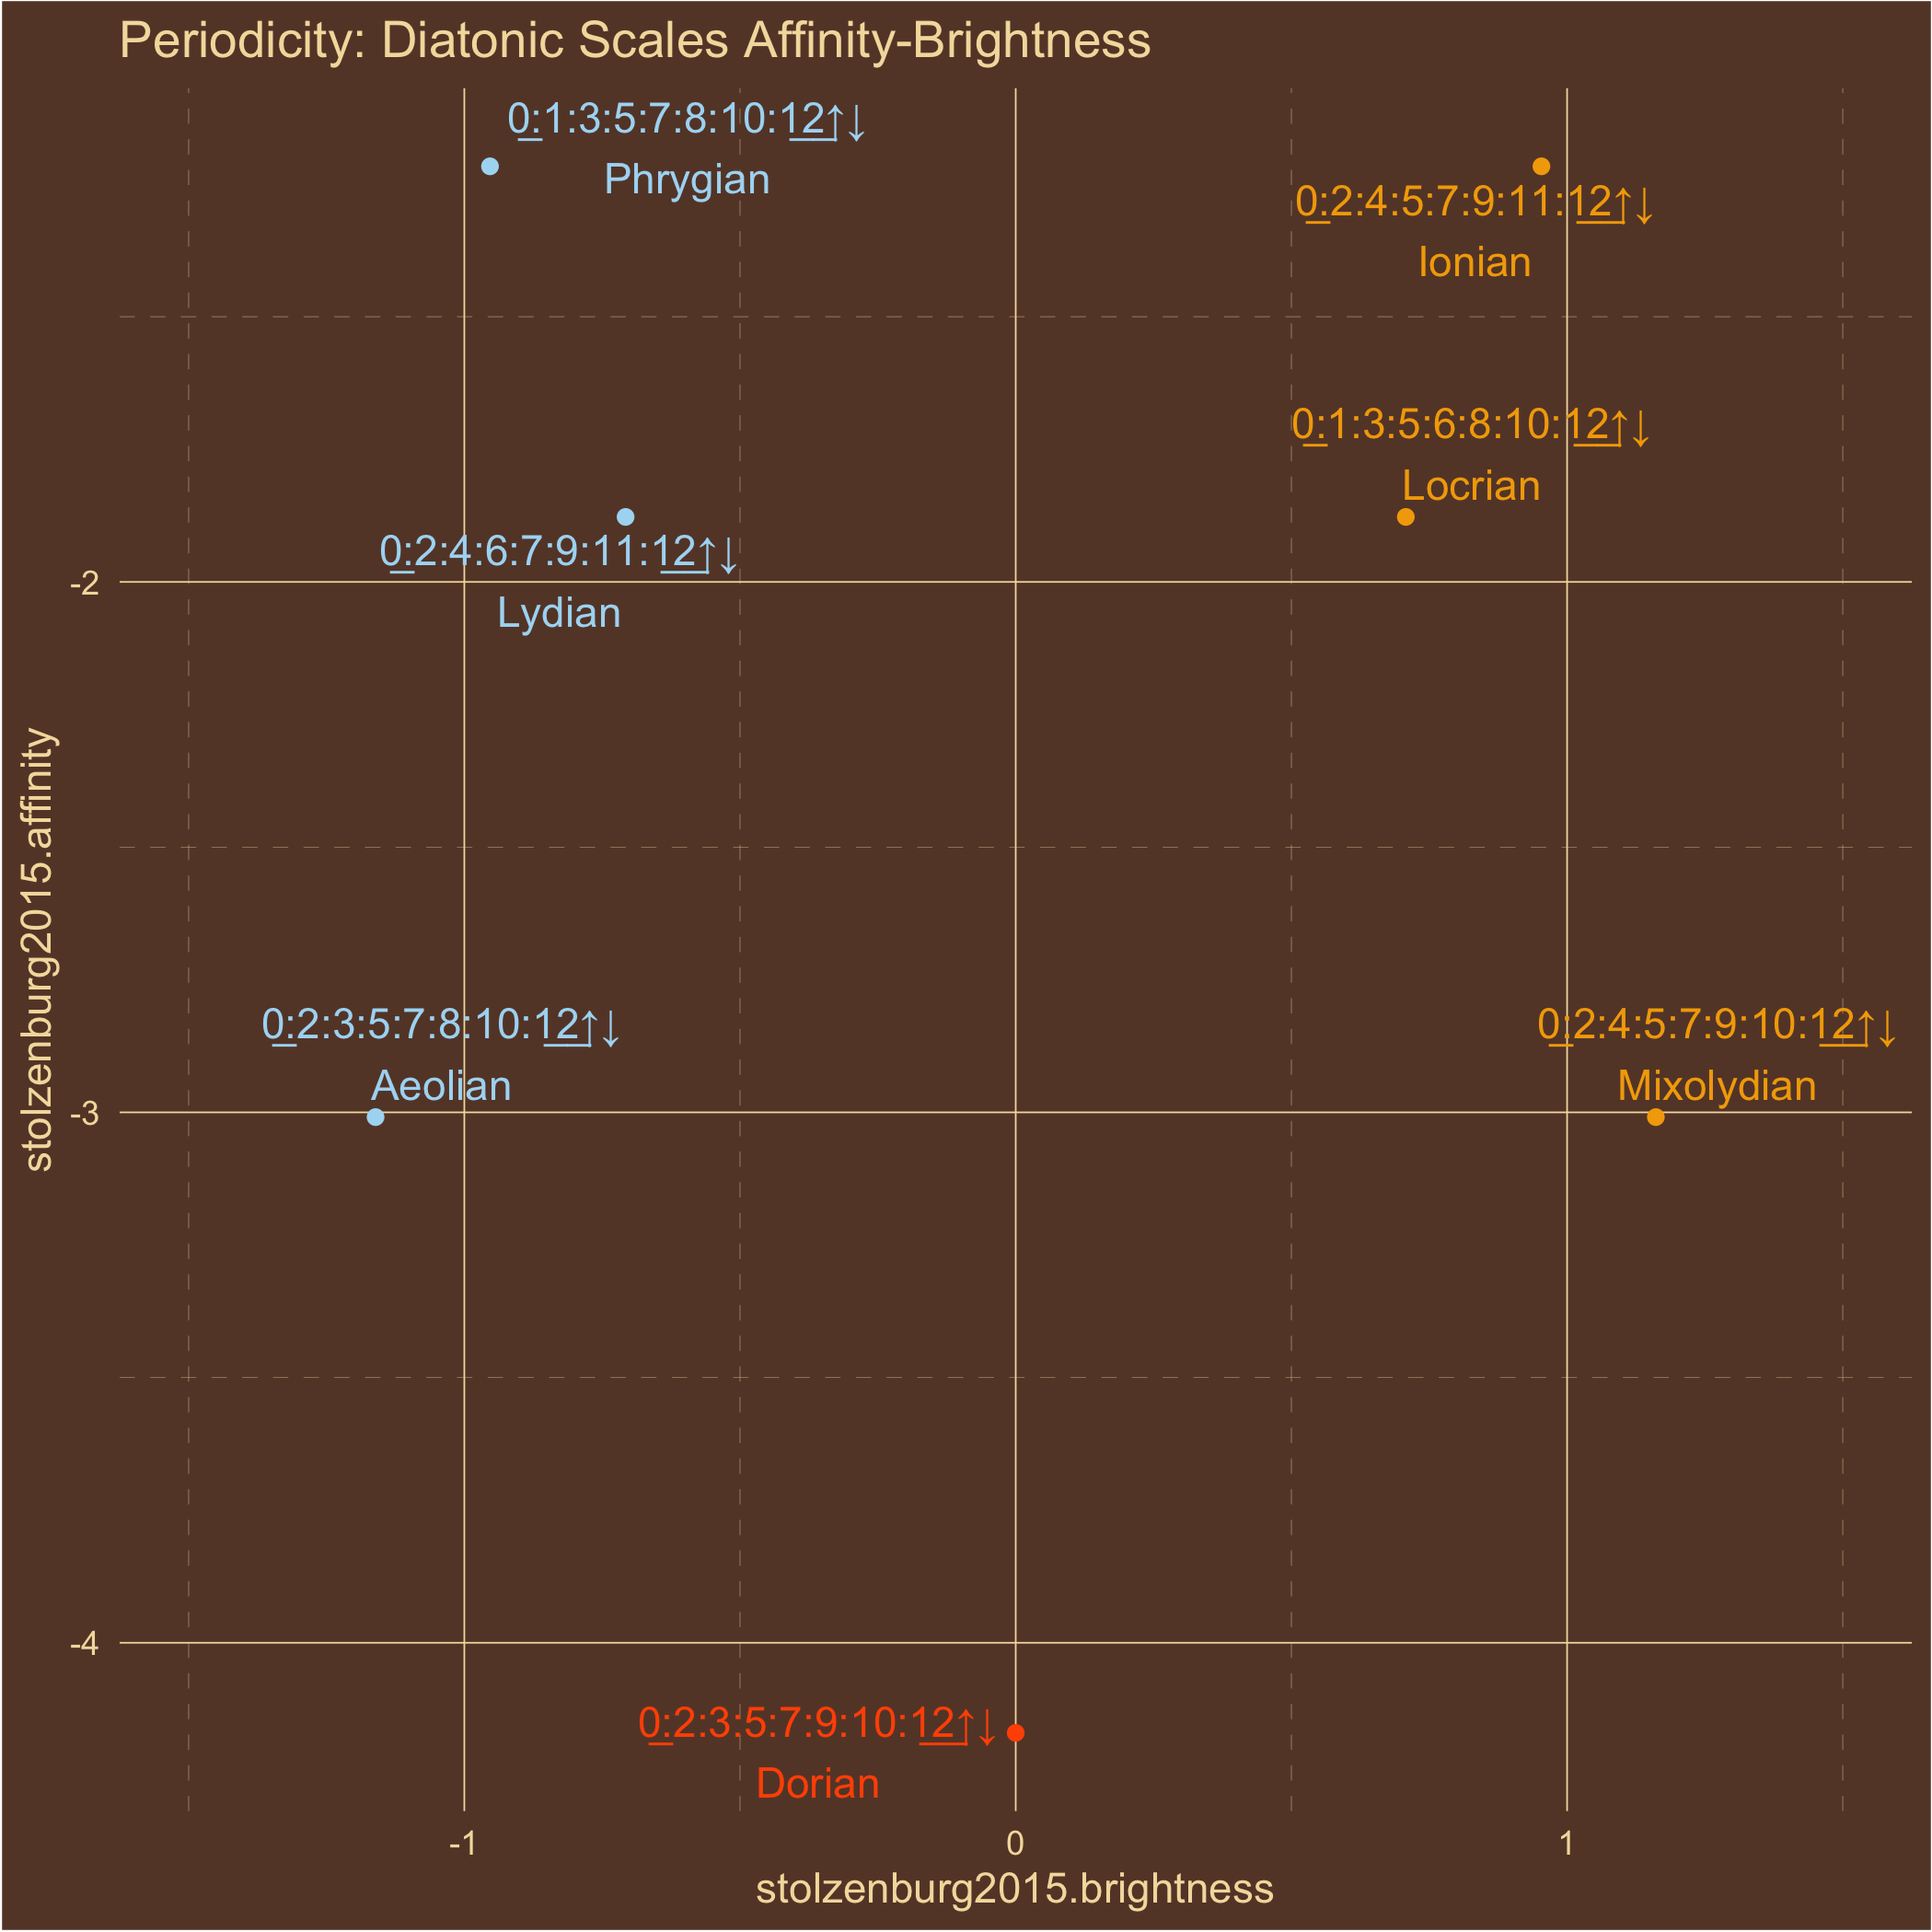 Periodicity: Diatonic Scales Affinity-Brightness
0:1:3:5:7:8:10:12↑↓
Phrygian
0:2:4:5:7:9:11:12↑↓
Ionian
0:1:3:5:6:8:10:12↑↓
Locrian
0:2:4:6:7:9:11:12↑↓
Lydian
-2
stolzenburg2015.affinity
0:2:3:5:7:8:10:12↑↓
Aeolian
0:2:4:5:7:9:10:12↑↓
Mixolydian
-3
-4
0:2:3:5:7:9:10:12↑↓
Dorian
-1 0 1
stolzenburg2015.brightness